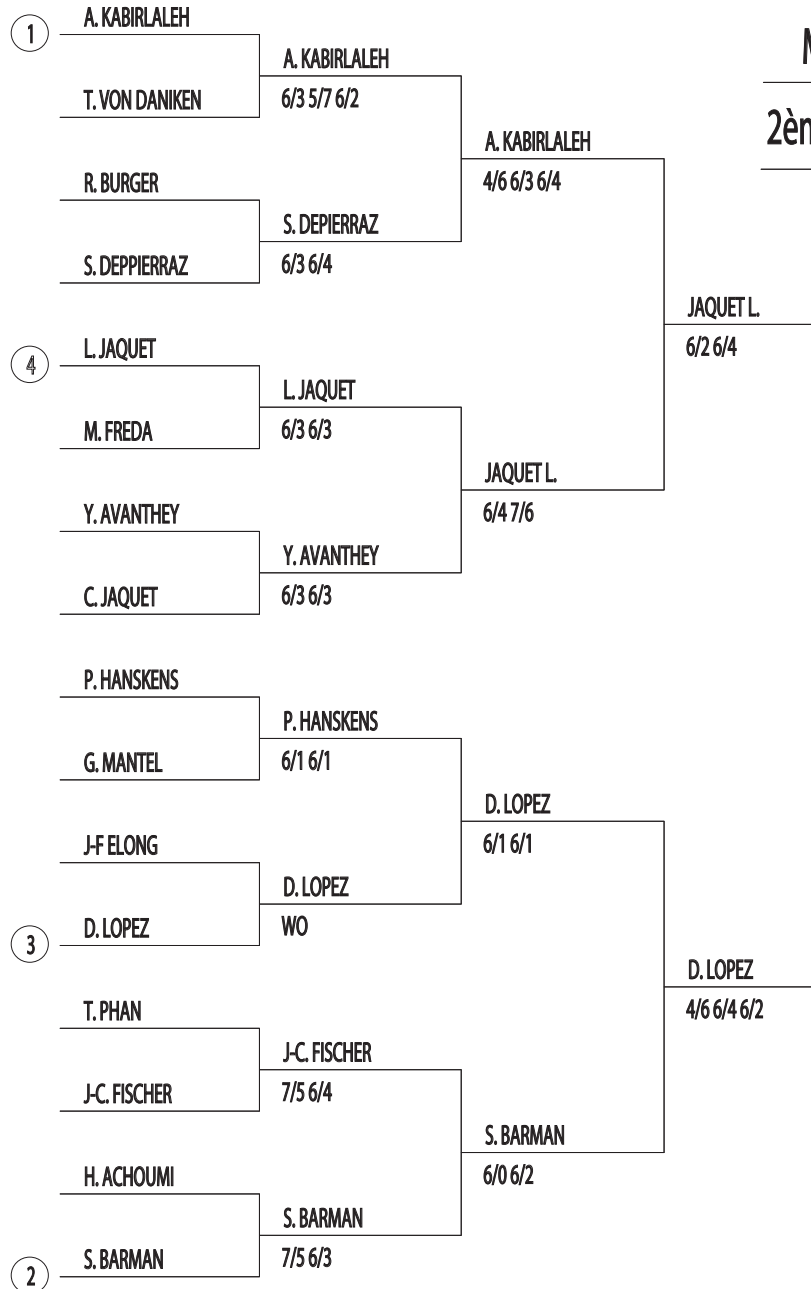 1
A. KABIRLALEH
T. VON DANIKEN
A. KABIRLALEH
6/3 5/7 6/2
R. BURGER
S. DEPPIERRAZ
S. DEPIERRAZ
6/3 6/4
A. KABIRLALEH
4/6 6/3 6/4
4
L. JAQUET
M. FREDA
L. JAQUET
6/3 6/3
Y. AVANTHEY
C. JAQUET
Y. AVANTHEY
6/3 6/3
JAQUET L.
6/4 7/6
JAQUET L.
6/2 6/4
P. HANSKENS
G. MANTEL
P. HANSKENS
6/1 6/1
J-F ELONG
3
D. LOPEZ
D. LOPEZ
WO
D. LOPEZ
6/1 6/1
T. PHAN
J-C. FISCHER
J-C. FISCHER
7/5 6/4
H. ACHOUMI
2
S. BARMAN
S. BARMAN
7/5 6/3
S. BARMAN
6/0 6/2
D. LOPEZ
4/6 6/4 6/2